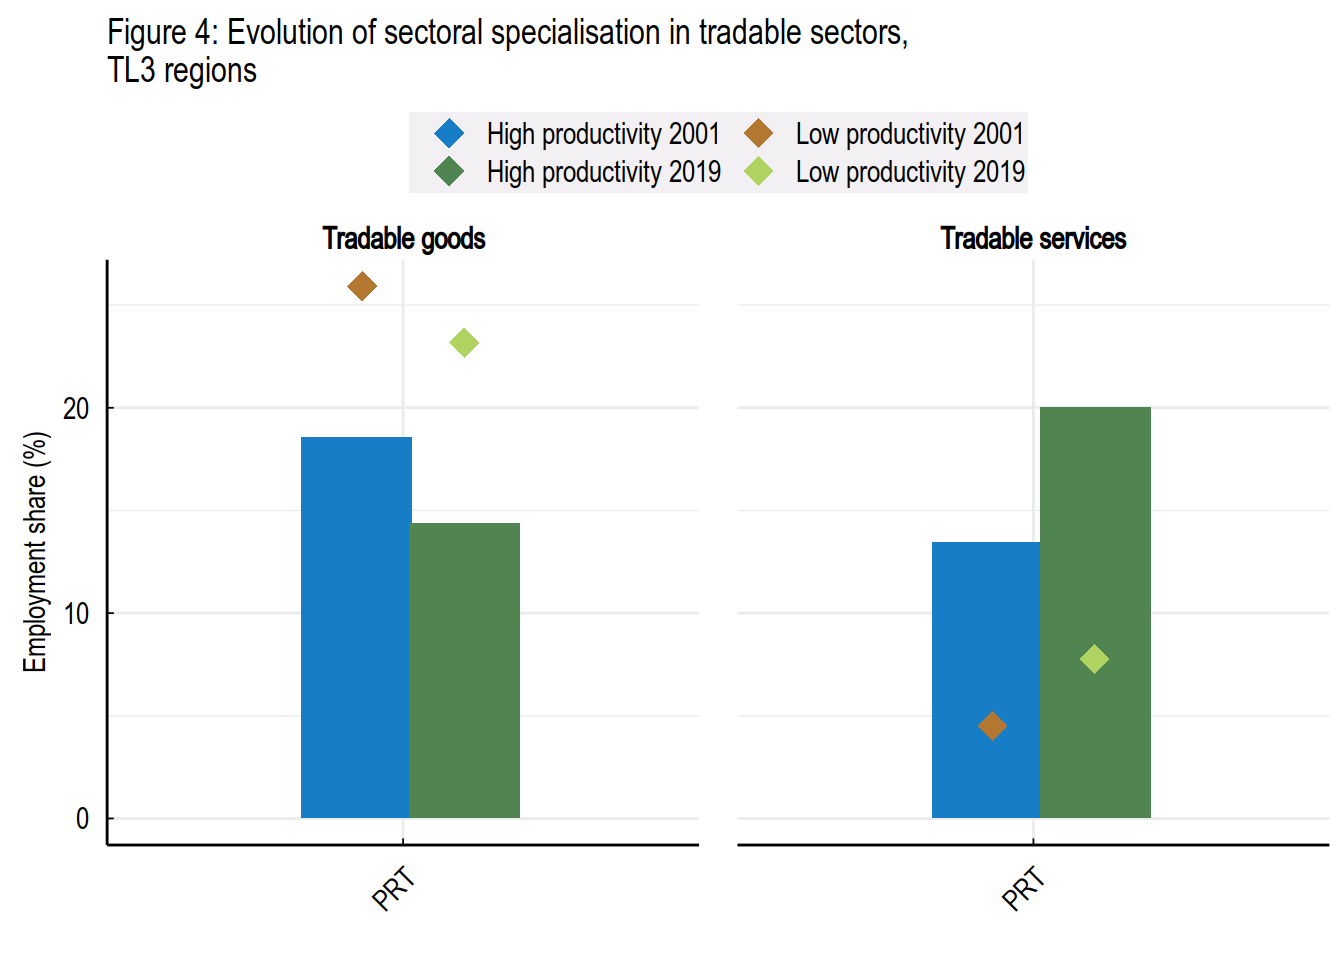 Figure 4: Evolution of sectoral specialisation in tradable sectors,
TL3 regions
High productivity 2001
Low productivity 2001
High productivity 2019
Low productivity 2019
Tradable goods
Tradable services
Employment share (%)
20
10
0
PRT
PRT